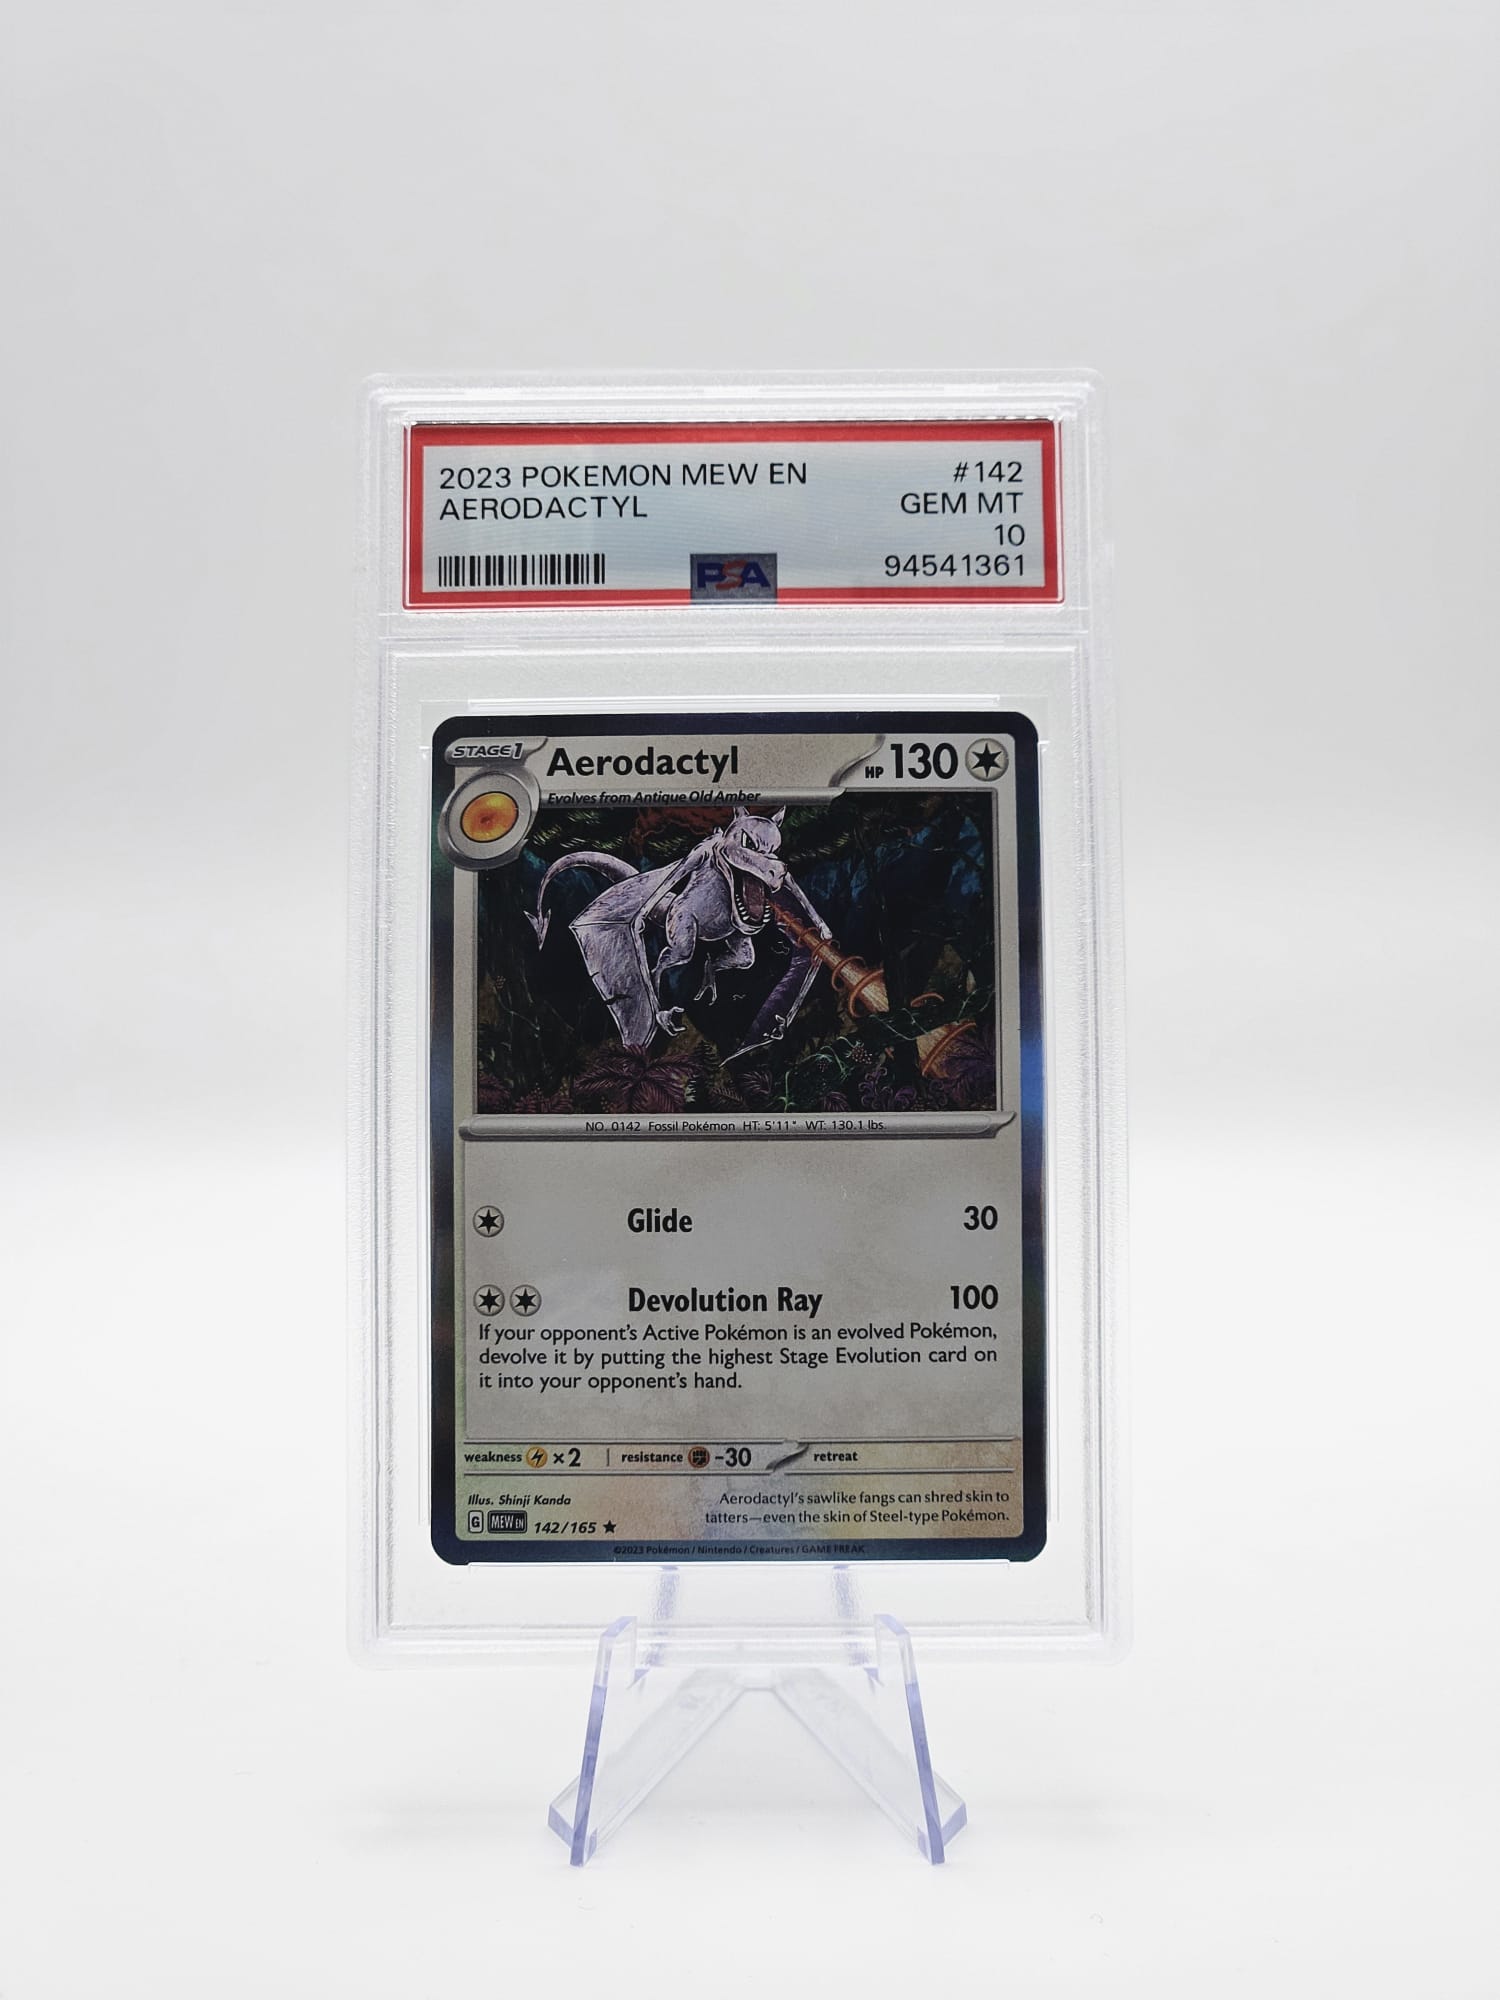 2023 POKEMON MEW EN #142
AERODACTYL GEM MT
10
PSA 94541361
STAGE 1 Aerodactyl HP 130
Evolves from Antique Old Amber
NO. 0142 Fossil Pokémon HT: 5'11" WT: 130.1 lbs.
Glide 30
Devolution Ray 100
If your opponent's Active Pokémon is an evolved Pokémon,
devolve it by putting the highest Stage Evolution card on
it into your opponent's hand.
weakness ×2 | resistance -30 retreat
Illus. Shinji Kanda
Aerodactyl's sawlike fangs can shred skin to
tatters—even the skin of Steel-type Pokémon.
G MEW EN 142/165 ★
©2023 Pokémon / Nintendo / Creatures / GAME FREAK